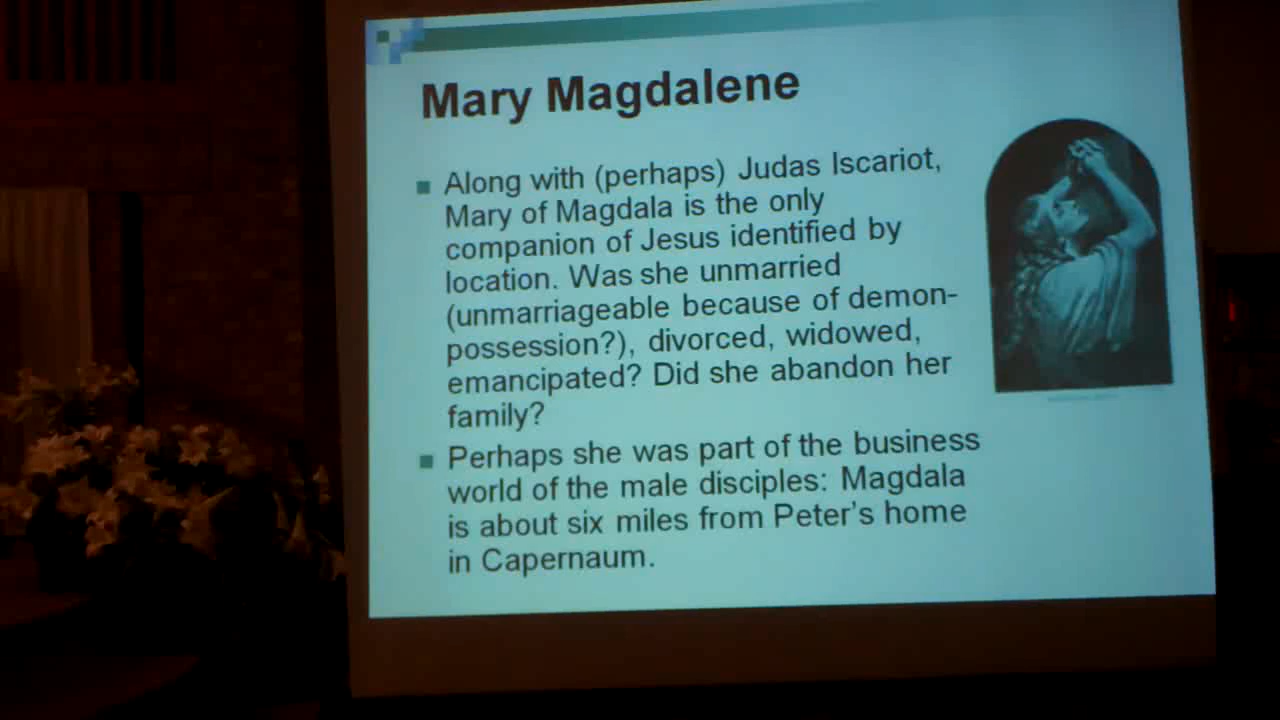 Mary Magdalene
Along with (perhaps) Judas Iscariot,
Mary of Magdala is the only
companion of Jesus identified by
location. Was she unmarried
(unmarriageable because of demon-
possession?), divorced, widowed,
emancipated? Did she abandon her
family?
Perhaps she was part of the business
world of the male disciples: Magdala
is about six miles from Peter's home
in Capernaum.